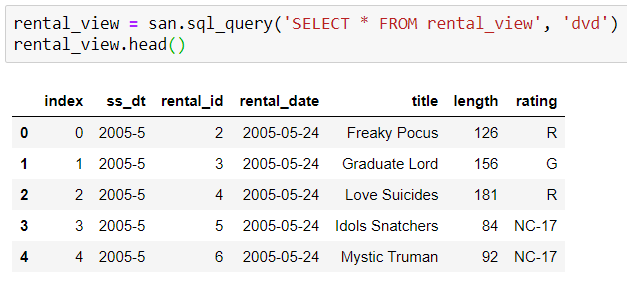 rental_view = san.sql_query('SELECT * FROM rental_view', 'dvd')
rental_view.head()
index ss_dt rental_id rental_date title length rating
0 0 2005-5 2 2005-05-24 Freaky Pocus 126 R
1 1 2005-5 3 2005-05-24 Graduate Lord 156 G
2 2 2005-5 4 2005-05-24 Love Suicides 181 R
3 3 2005-5 5 2005-05-24 Idols Snatchers 84 NC-17
4 4 2005-5 6 2005-05-24 Mystic Truman 92 NC-17